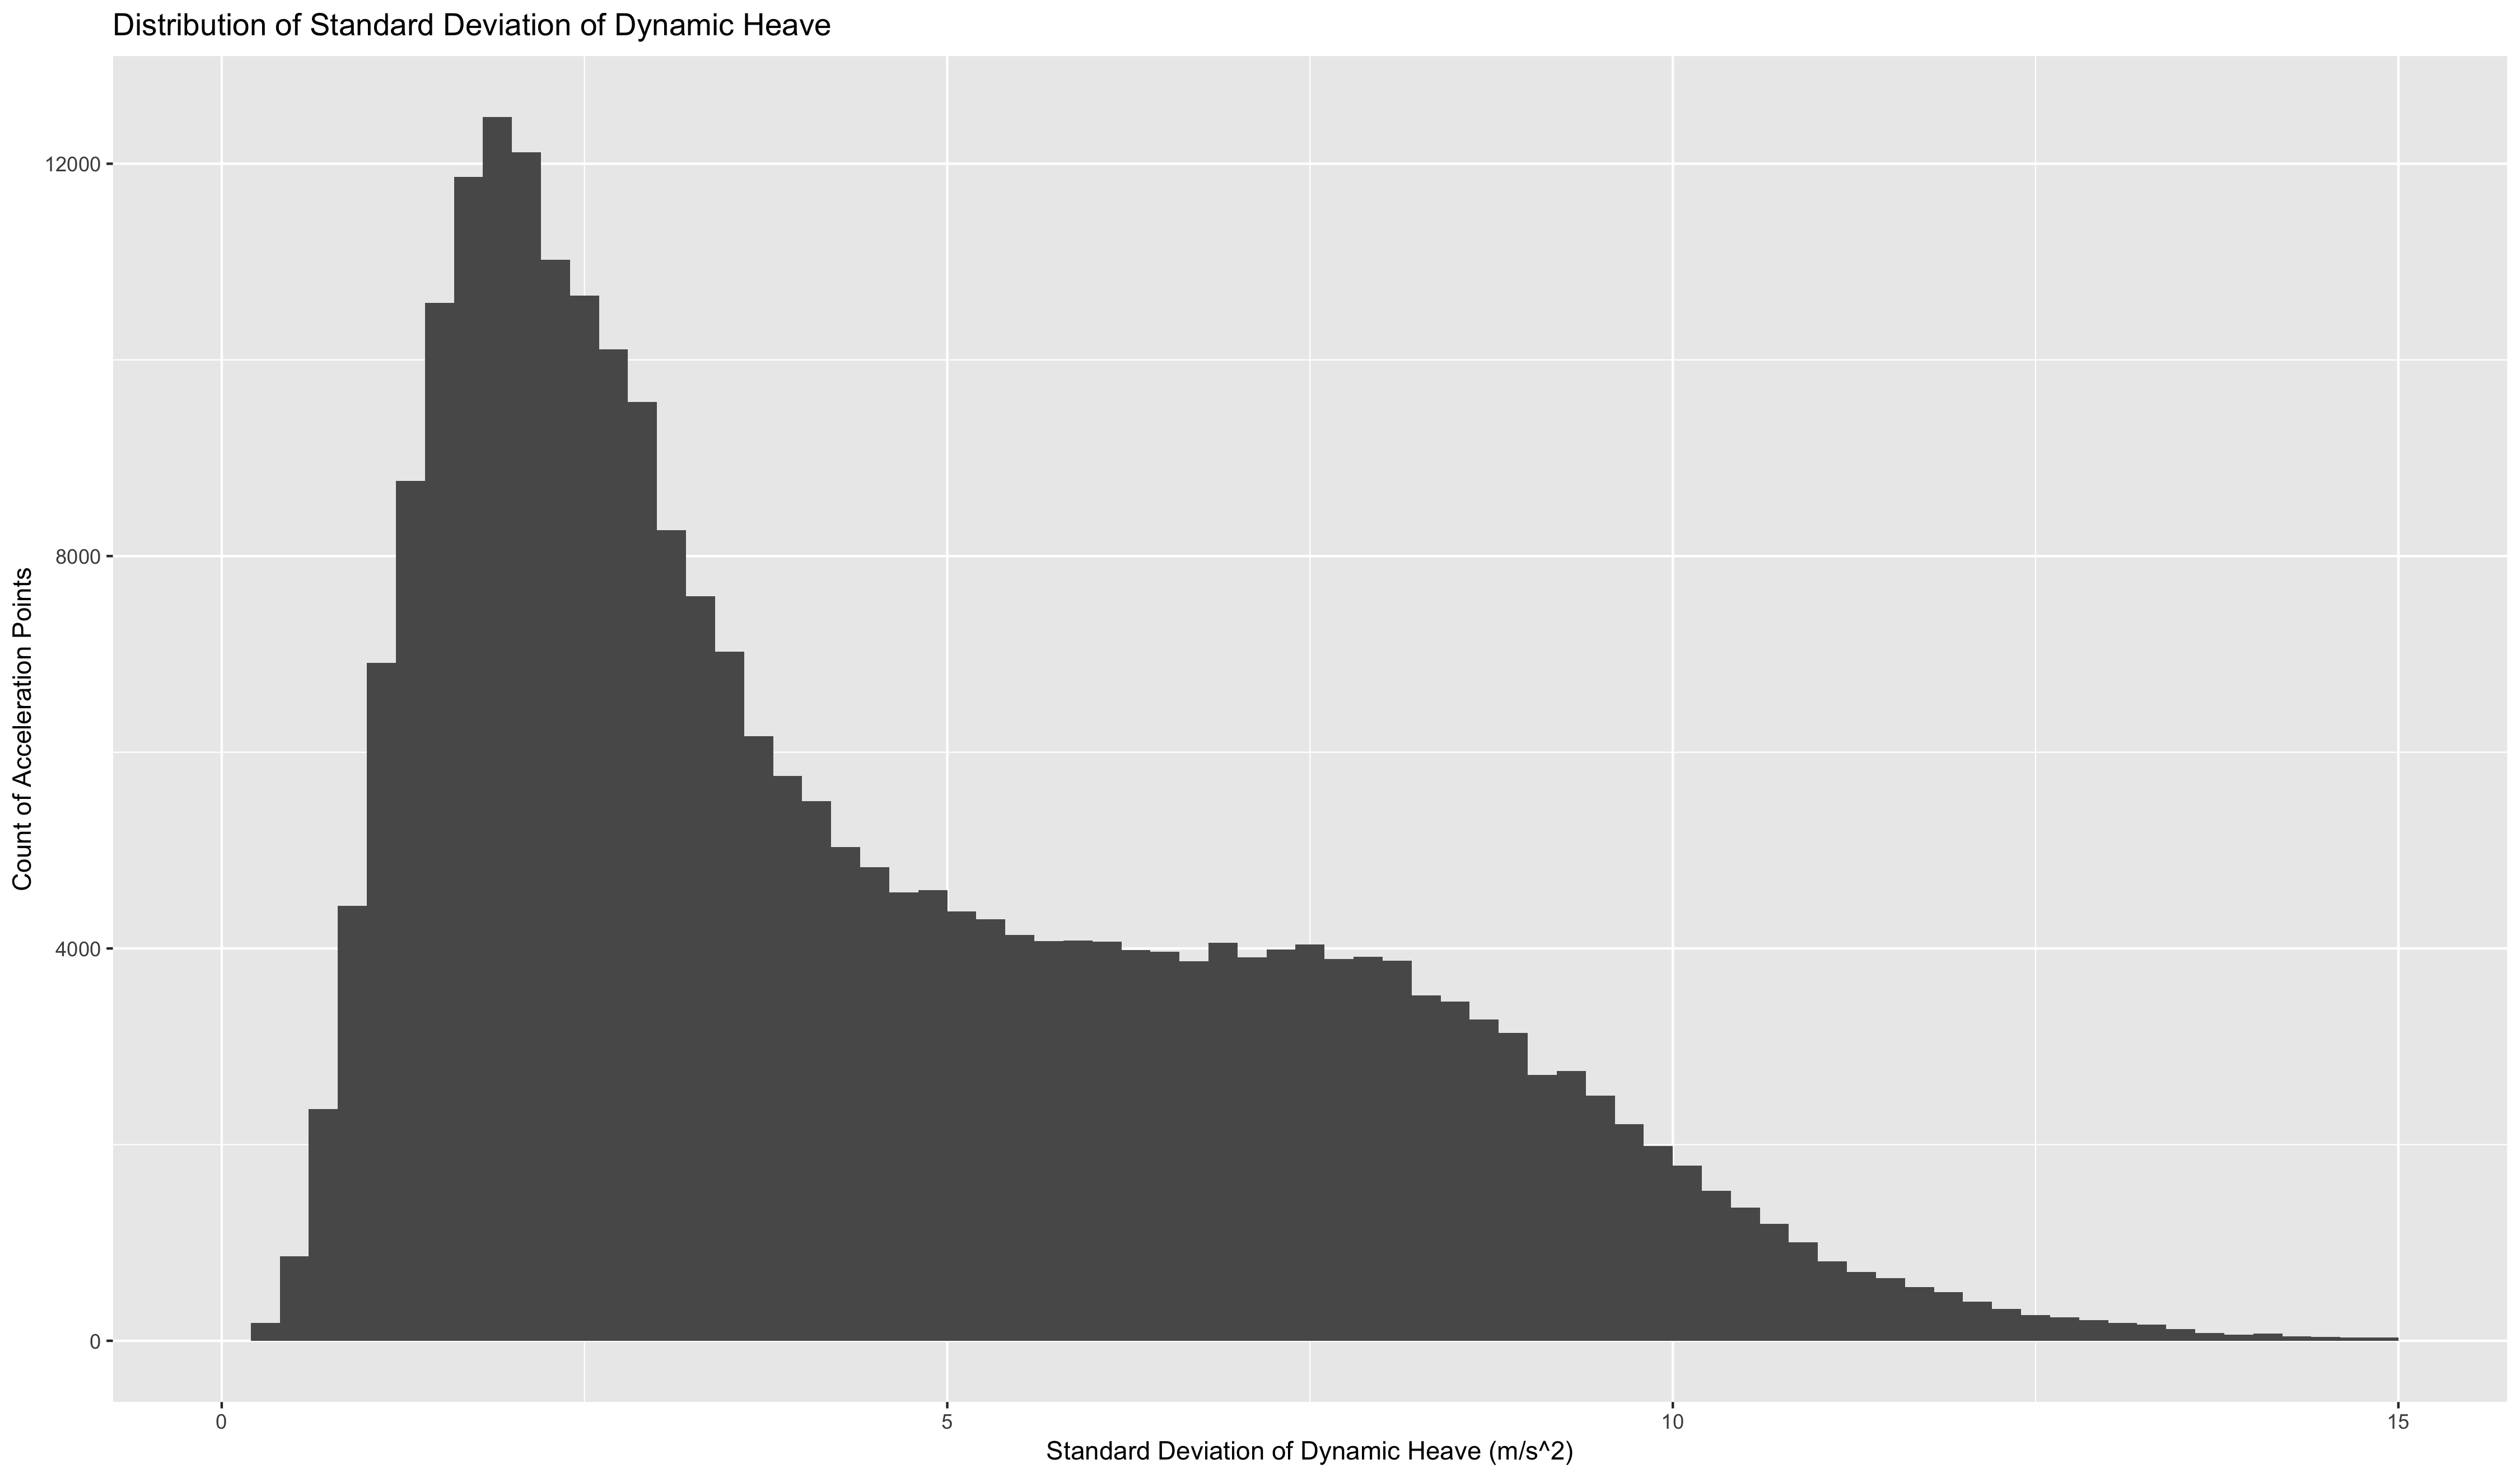 Distribution of Standard Deviation of Dynamic Heave
Count of Acceleration Points
12000
8000
4000
0
0 5 10 15
Standard Deviation of Dynamic Heave (m/s^2)